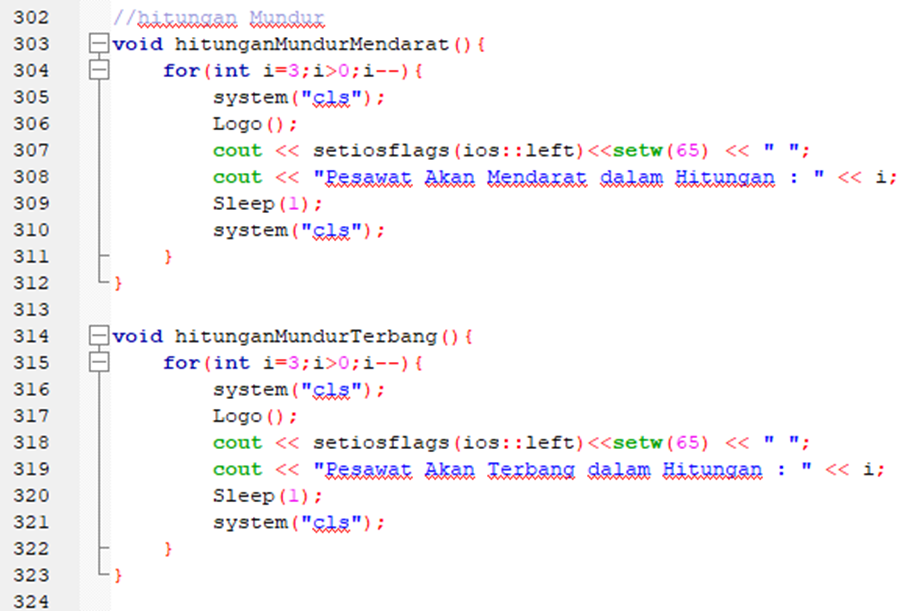 302 //hitungan Mundur
303 void hitunganMundurMendarat(){
304 for(int i=3;i>0;i--){
305 system("cls");
306 Logo();
307 cout << setiosflags(ios::left)<<setw(65) << " ";
308 cout << "Pesawat Akan Mendarat dalam Hitungan : " << i;
309 Sleep(1);
310 system("cls");
311 }
312 }
313
314 void hitunganMundurTerbang(){
315 for(int i=3;i>0;i--){
316 system("cls");
317 Logo();
318 cout << setiosflags(ios::left)<<setw(65) << " ";
319 cout << "Pesawat Akan Terbang dalam Hitungan : " << i;
320 Sleep(1);
321 system("cls");
322 }
323 }
324